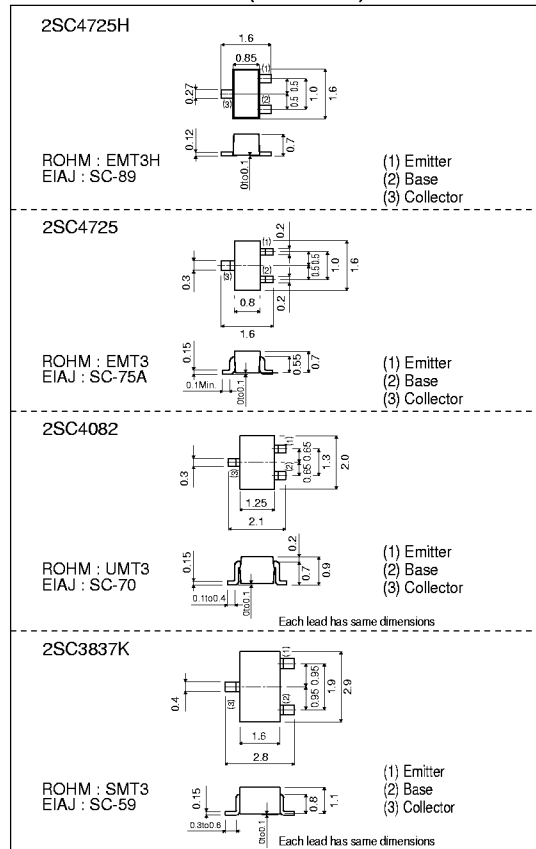 2SC4725H
1.6
0.85
(1)
0.27
(3)
(2)
0.5
0.5
1.0
1.6
0.12
0.7
0to0.1
ROHM : EMT3H
EIAJ : SC-89
(1) Emitter
(2) Base
(3) Collector
2SC4725
0.2
(1)
0.3
(3)
(2)
0.5
0.5
1.0
1.6
0.2
0.8
1.6
0.15
0.55
0.7
0.1Min.
0to0.1
ROHM : EMT3
EIAJ : SC-75A
(1) Emitter
(2) Base
(3) Collector
2SC4082
(1)
0.3
(3)
(2)
0.65
0.65
1.3
2.0
1.25
2.1
0.2
0.15
0.7
0.9
0.1to0.4
0to0.1
ROHM : UMT3
EIAJ : SC-70
(1) Emitter
(2) Base
(3) Collector
Each lead has same dimensions
2SC3837K
(1)
0.4
(3)
(2)
0.95
0.95
1.9
2.9
1.6
2.8
0.15
0.8
1.1
0.3to0.6
0to0.1
ROHM : SMT3
EIAJ : SC-59
(1) Emitter
(2) Base
(3) Collector
Each lead has same dimensions